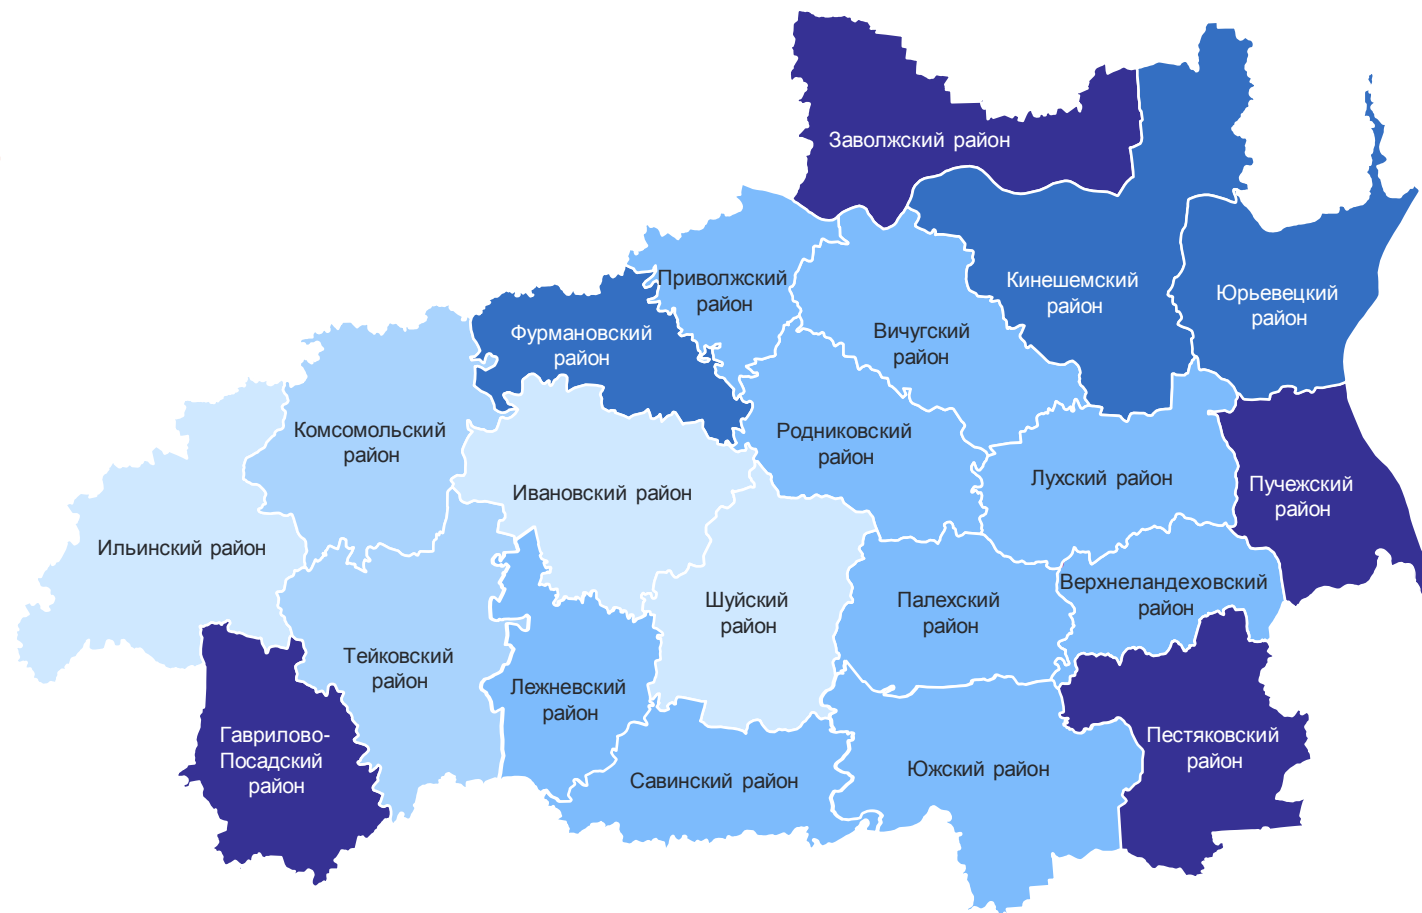 Заволжский район
Приволжский
район
Кинешемский
район
Юрьевецкий
район
Фурмановский
район
Вичугский
район
Комсомольский
район
Родниковский
район
Лухский район
Пучежский
район
Ивановский район
Ильинский район
Верхнеландеховский
район
Шуйский
район
Палехский
район
Тейковский
район
Лежневский
район
Гаврилово-
Посадский
район
Пестяковский
район
Южский район
Савинский район